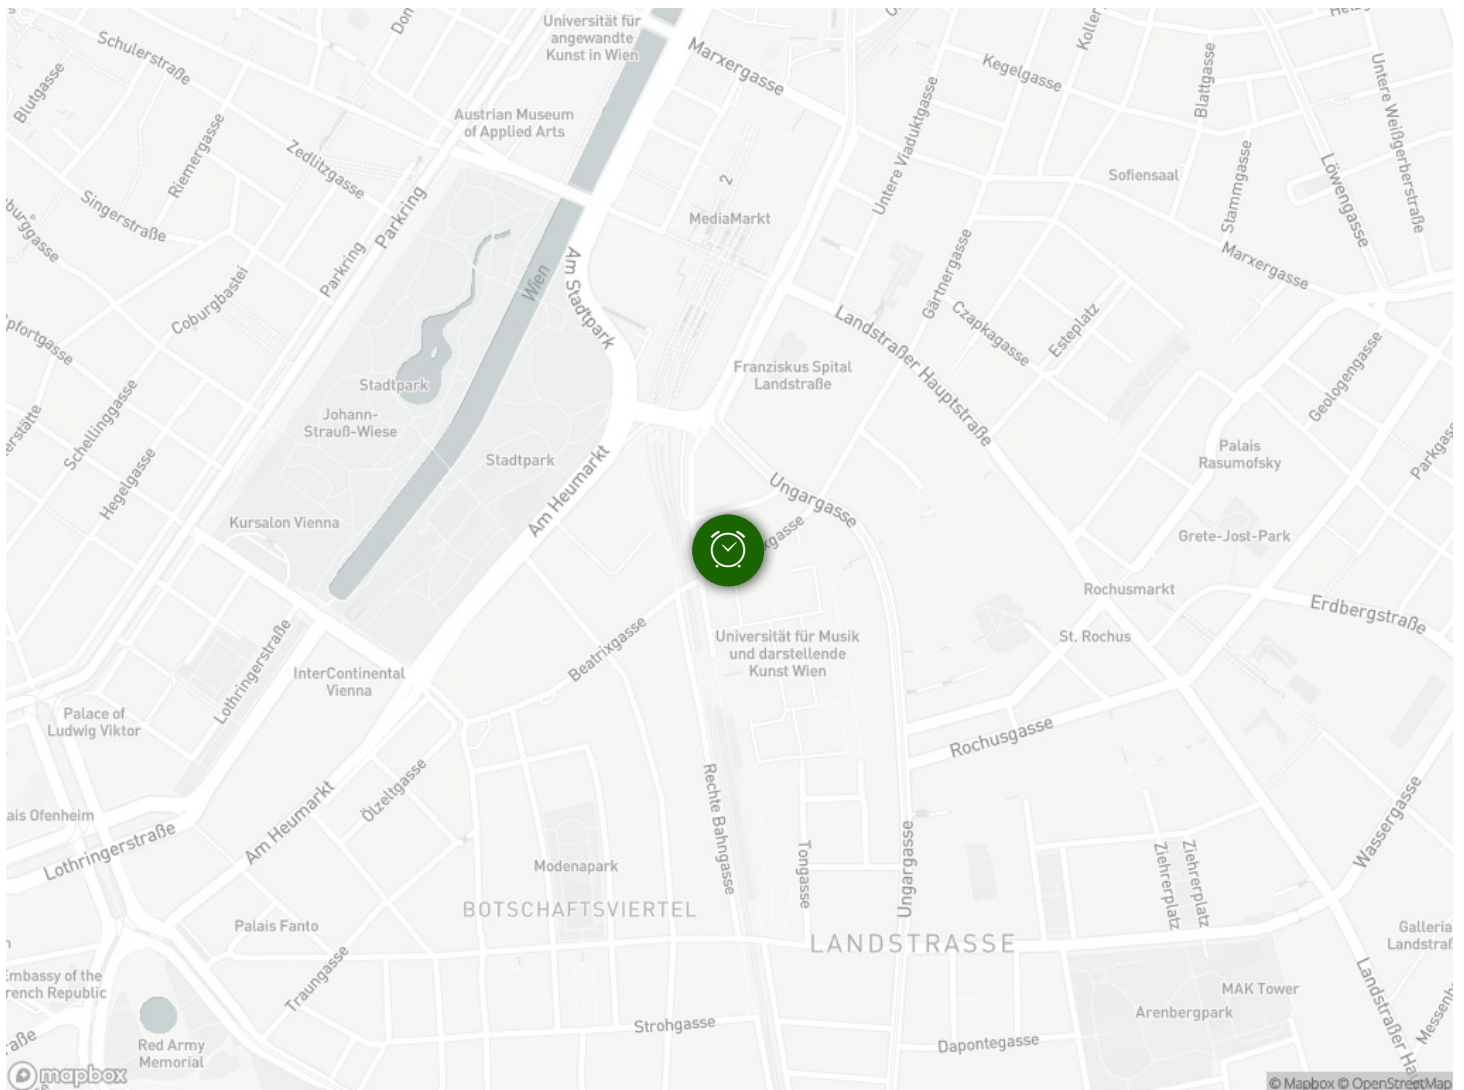 Universität für
angewandte
Kunst in Wien
Schulerstraße
Marxergasse
Kegelgasse
Blattgasse
Untere Weißgerberstraße
Blutgasse
Riemergasse
Austrian Museum
of Applied Arts
Zedlitzgasse
Untere Viaduktgasse
Löwengasse
Sofiensaal
Stammgasse
Singerstraße
Parkring
2
MediaMarkt
Parkring
Wien
Am Stadtpark
Marxergasse
Gärtnergasse
Coburgbastei
Czapkagasse
Esteplatz
Landstraßer Hauptstraße
Franziskus Spital
Landstraße
Geologengasse
Stadtpark
Johann-
Strauß-Wiese
Schellinggasse
Stadtpark
Palais
Rasumofsky
Hegelgasse
Am Heumarkt
Ungargasse
Kursalon Vienna
Grete-Jost-Park
Rochusmarkt
Erdbergstraße
Beatrixgasse
Universität für Musik
und darstellende
Kunst Wien
St. Rochus
Lothringerstraße
InterContinental
Vienna
Palace of
Ludwig Viktor
Rochusgasse
Ölzeltgasse
Rechte Bahngasse
Am Heumarkt
Lothringerstraße
Wassergasse
Tongasse
Ungargasse
Ziehrerplatz
Ziehrerplatz
Modenapark
BOTSCHAFTSVIERTEL
Palais Fanto
LANDSTRASSE
Galleria
Traungasse
MAK Tower
Arenbergpark
Strohgasse
Dapontegasse
Red Army
Memorial
mapbox
© Mapbox © OpenStreetMap